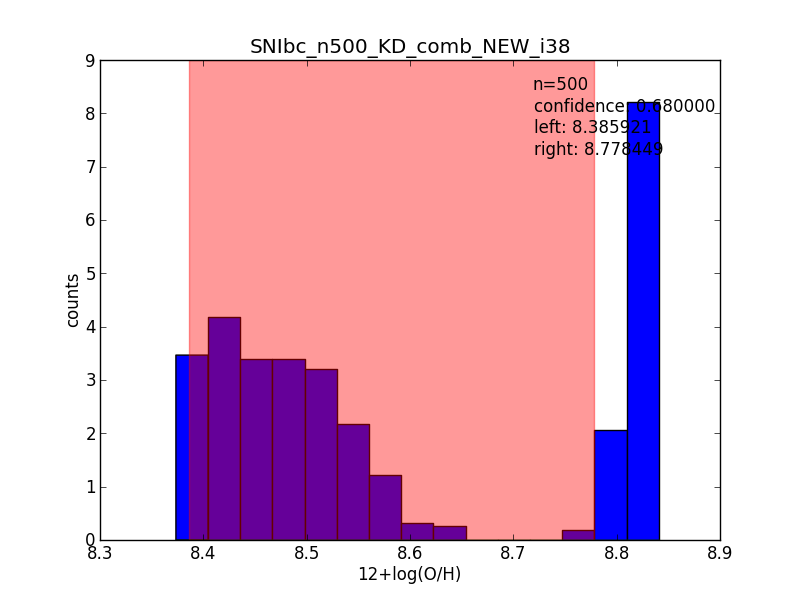 SNIbc_n500_KD_comb_NEW_i38
n=500
confidence: 0.680000
left: 8.385921
right: 8.778449
9
8
7
6
5
4
3
2
1
0
counts
8.3 8.4 8.5 8.6 8.7 8.8 8.9
12+log(O/H)